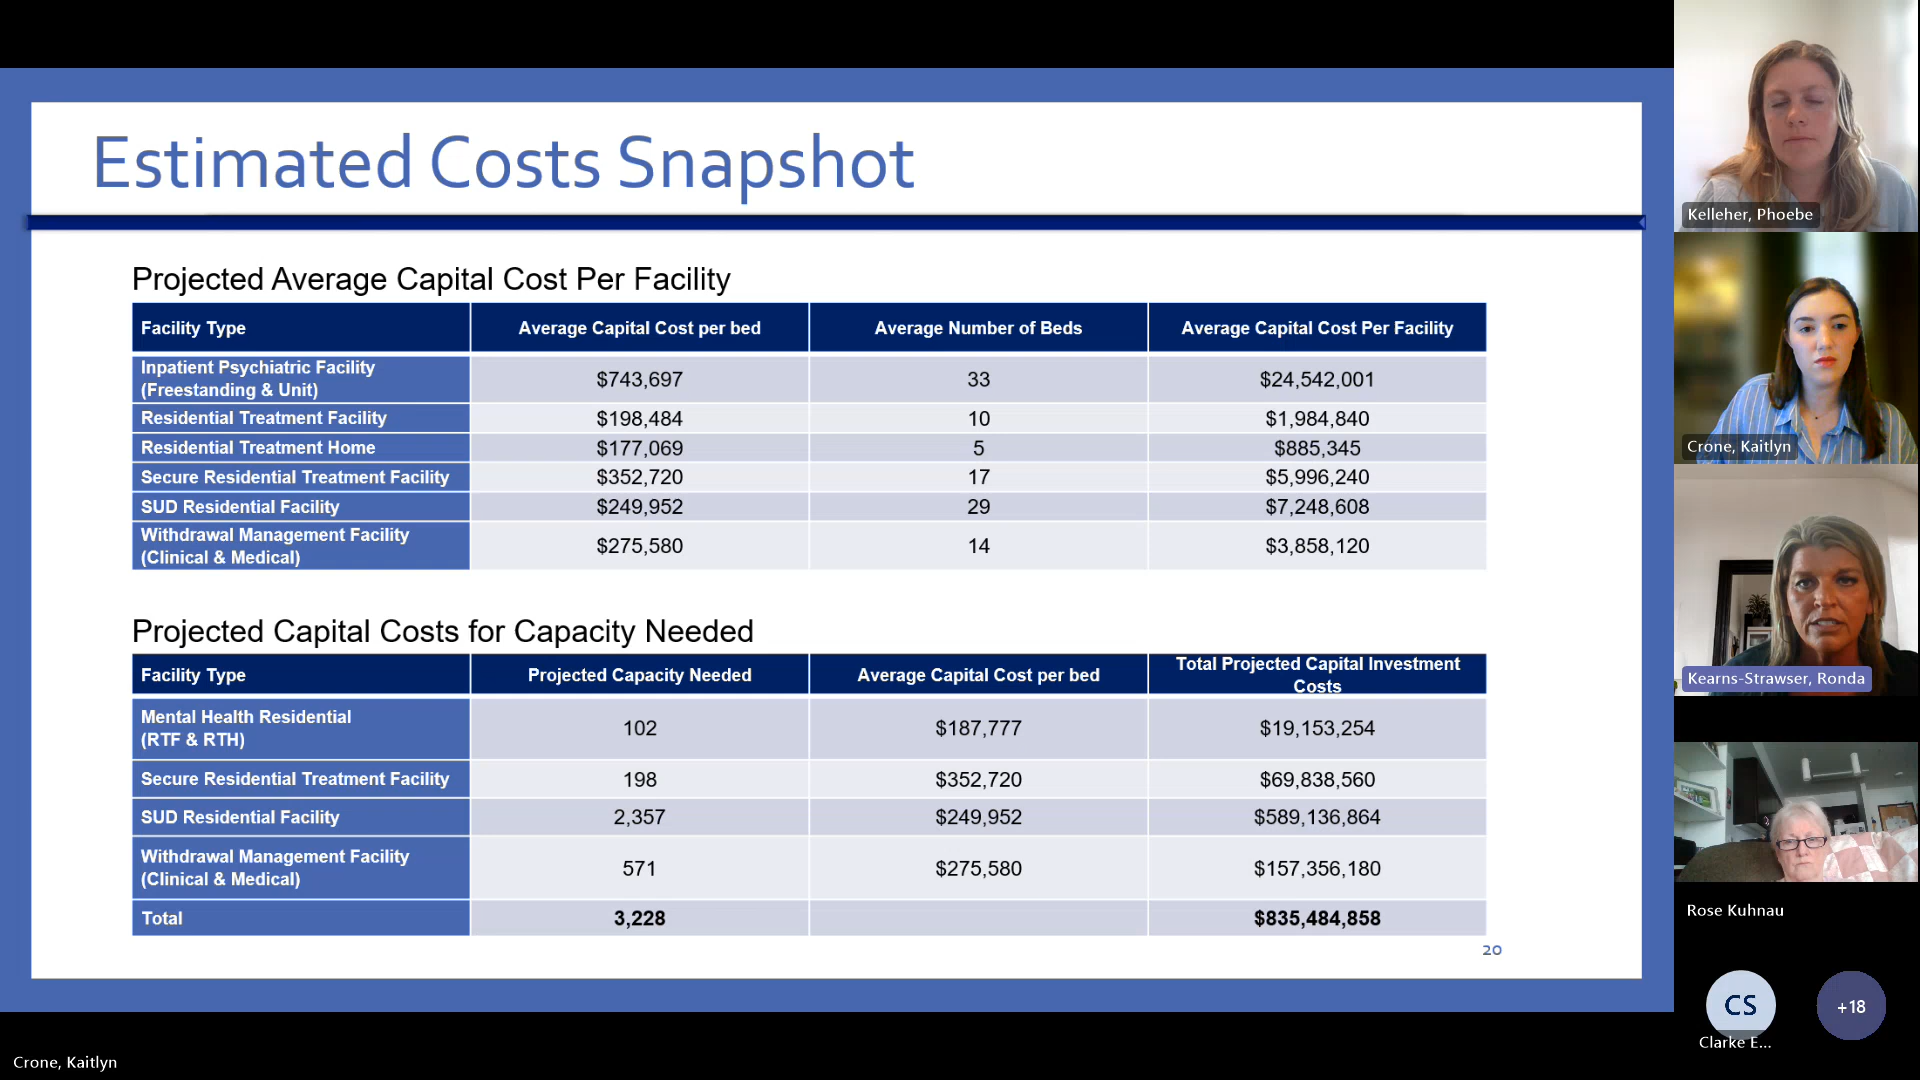 Estimated Costs Snapshot
Projected Average Capital Cost Per Facility
Facility Type Average Capital Cost per bed Average Number of Beds Average Capital Cost Per Facility
Inpatient Psychiatric Facility
(Freestanding & Unit) $743,697 33 $24,542,001
Residential Treatment Facility $198,484 10 $1,984,840
Residential Treatment Home $177,069 5 $885,345
Secure Residential Treatment Facility $352,720 17 $5,996,240
SUD Residential Facility $249,952 29 $7,248,608
Withdrawal Management Facility
(Clinical & Medical) $275,580 14 $3,858,120
Projected Capital Costs for Capacity Needed
Facility Type Projected Capacity Needed Average Capital Cost per bed Total Projected Capital Investment
Costs
Mental Health Residential
(RTF & RTH) 102 $187,777 $19,153,254
Secure Residential Treatment Facility 198 $352,720 $69,838,560
SUD Residential Facility 2,357 $249,952 $589,136,864
Withdrawal Management Facility
(Clinical & Medical) 571 $275,580 $157,356,180
Total 3,228 $835,484,858
20
Kelleher, Phoebe
Crone, Kaitlyn
Kearns-Strawser, Ronda
Rose Kuhnau
CS
+18
Clarke E...
Crone, Kaitlyn